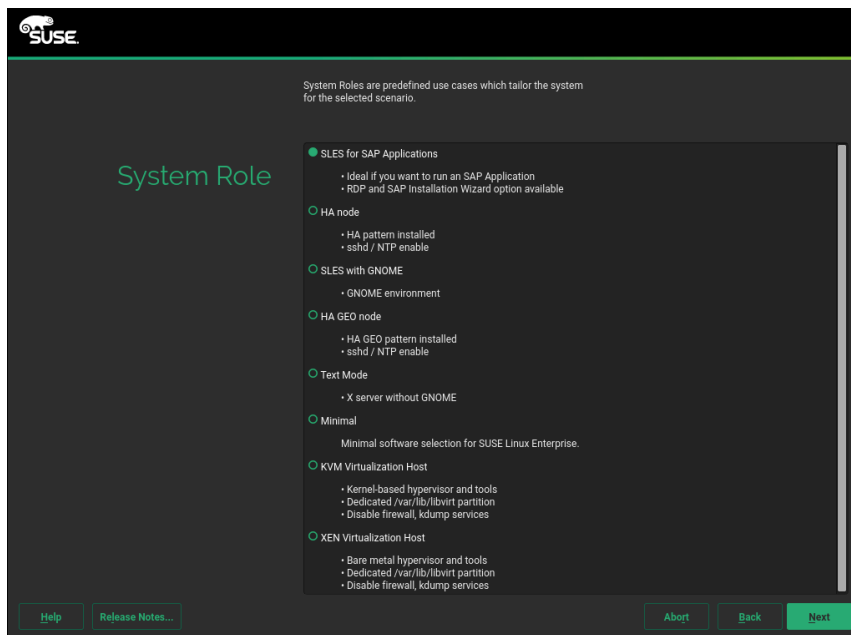 SUSE.
System Roles are predefined use cases which tailor the system
for the selected scenario.
System Role
SLES for SAP Applications
• Ideal if you want to run an SAP Application
• RDP and SAP Installation Wizard option available
HA node
• HA pattern installed
• sshd / NTP enable
SLES with GNOME
• GNOME environment
HA GEO node
• HA GEO pattern installed
• sshd / NTP enable
Text Mode
• X server without GNOME
Minimal
Minimal software selection for SUSE Linux Enterprise.
KVM Virtualization Host
• Kernel-based hypervisor and tools
• Dedicated /var/lib/libvirt partition
• Disable firewall, kdump services
XEN Virtualization Host
• Bare metal hypervisor and tools
• Dedicated /var/lib/libvirt partition
• Disable firewall, kdump services
Help Release Notes... Abort Back Next